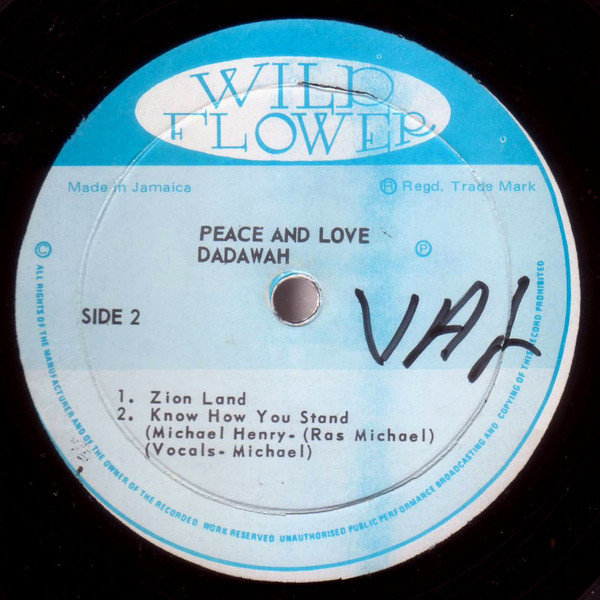 WILD
FLOWER
Made in Jamaica
® Regd. Trade Mark
PEACE AND LOVE
DADAWAH
℗
SIDE 2
VAL
1. Zion Land
2. Know How You Stand
(Michael Henry- (Ras Michael)
(Vocals- Michael)
© ALL RIGHTS OF THE MANUFACTURER AND OF THE OWNER OF THE RECORDED WORK RESERVED UNAUTHORISED PUBLIC PERFORMANCE BROADCASTING AND COPYING OF THIS RECORD PROHIBITED